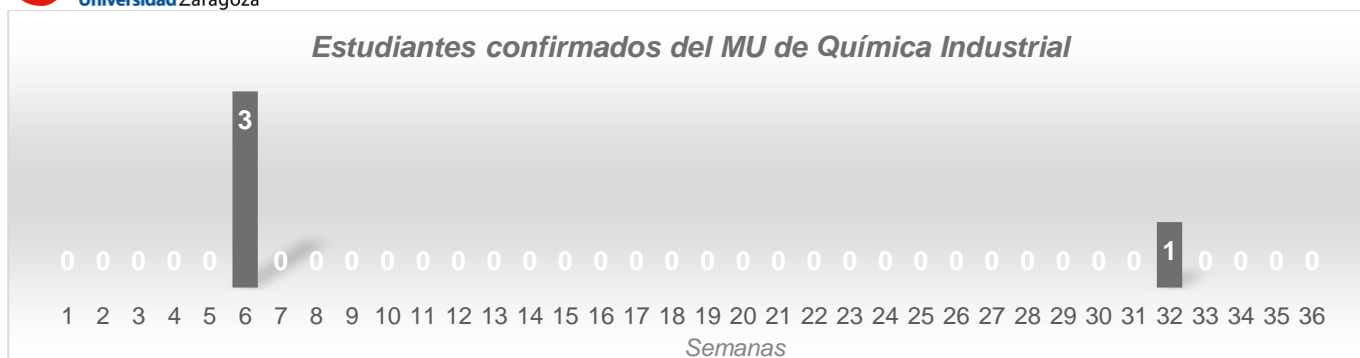 Universidad Zaragoza
Estudiantes confirmados del MU de Química Industrial
3
0 0 0 0 0 0 0 0 0 0 0 0 0 0 0 0 0 0 0 0 0 0 0 0 0 0 0 0 0 0 1 0 0 0 0
1 2 3 4 5 6 7 8 9 10 11 12 13 14 15 16 17 18 19 20 21 22 23 24 25 26 27 28 29 30 31 32 33 34 35 36
Semanas